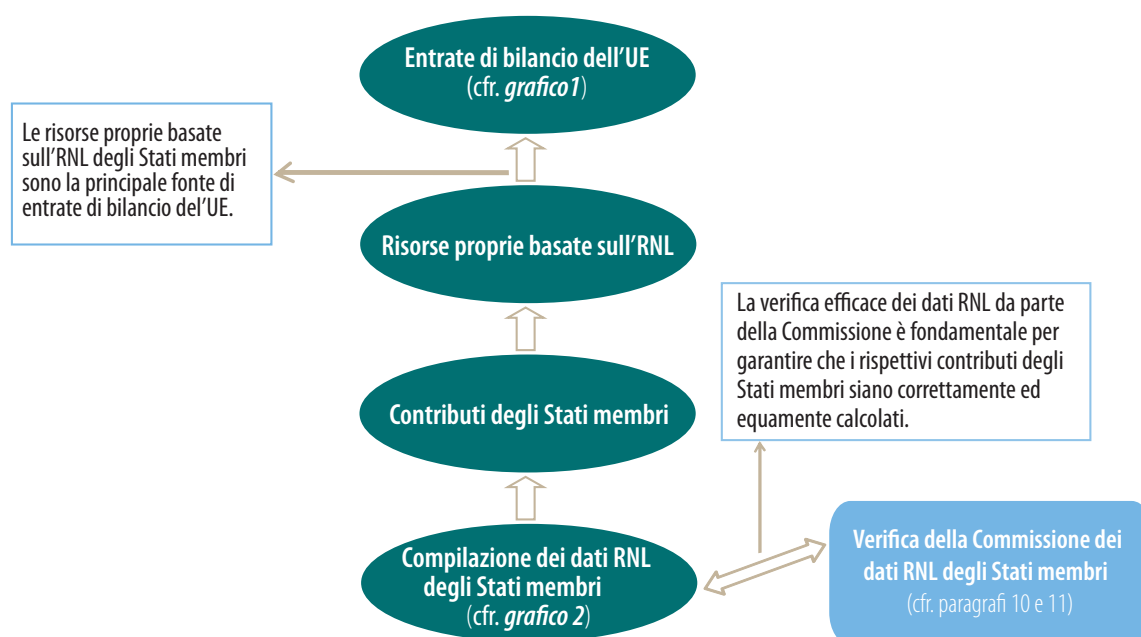 Entrate di bilancio dell'UE
(cfr. grafico1)
Le risorse proprie basate
sull'RNL degli Stati membri
sono la principale fonte di
entrate di bilancio del'UE.
Risorse proprie basate sull'RNL
La verifica efficace dei dati RNL da parte
della Commissione è fondamentale per
garantire che i rispettivi contributi degli
Stati membri siano correttamente ed
equamente calcolati.
Contributi degli Stati membri
Compilazione dei dati RNL
degli Stati membri
(cfr. grafico 2)
Verifica della Commissione dei
dati RNL degli Stati membri
(cfr. paragrafi 10 e 11)